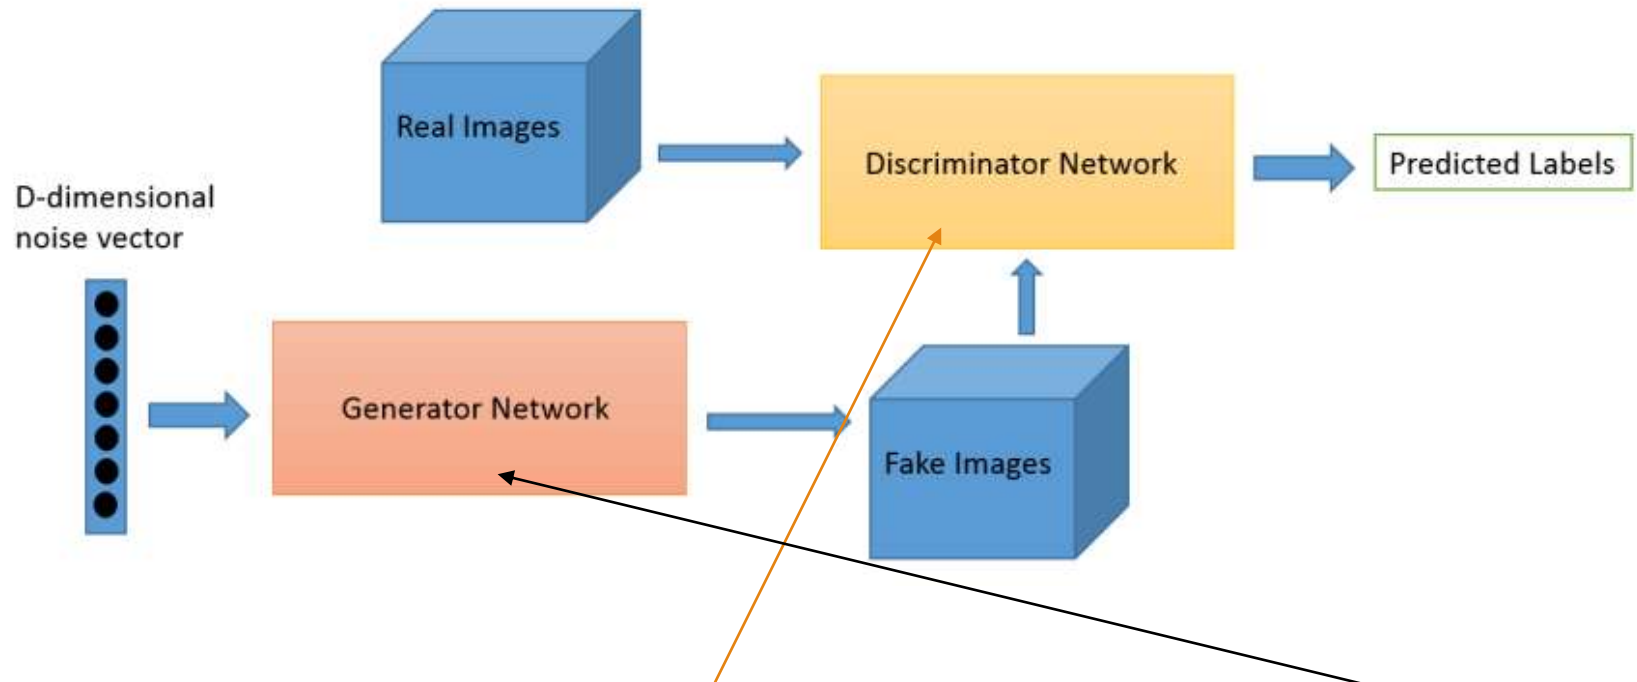 Real Images
Discriminator Network
Predicted Labels
D-dimensional
noise vector
Generator Network
Fake Images